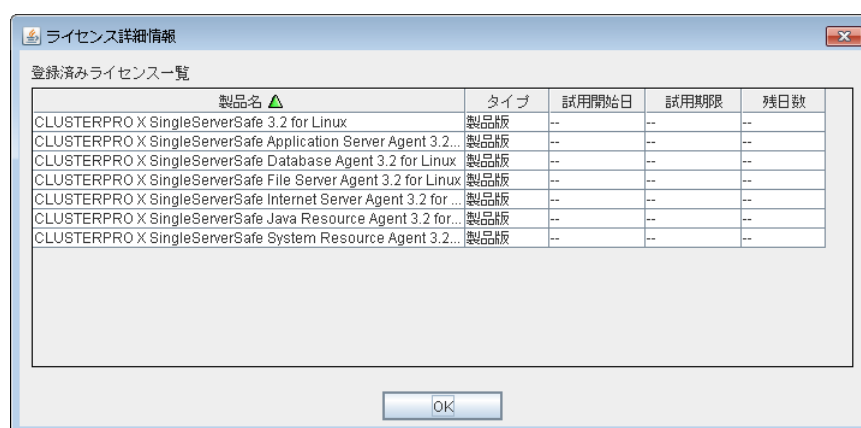 ライセンス詳細情報
登録済みライセンス一覧
製品名 タイプ 試用開始日 試用期限 残日数
CLUSTERPRO X SingleServerSafe 3.2 for Linux 製品版 -- -- --
CLUSTERPRO X SingleServerSafe Application Server Agent 3.2... 製品版 -- -- --
CLUSTERPRO X SingleServerSafe Database Agent 3.2 for Linux 製品版 -- -- --
CLUSTERPRO X SingleServerSafe File Server Agent 3.2 for Linux 製品版 -- -- --
CLUSTERPRO X SingleServerSafe Internet Server Agent 3.2 for ... 製品版 -- -- --
CLUSTERPRO X SingleServerSafe Java Resource Agent 3.2 for... 製品版 -- -- --
CLUSTERPRO X SingleServerSafe System Resource Agent 3.2... 製品版 -- -- --
OK